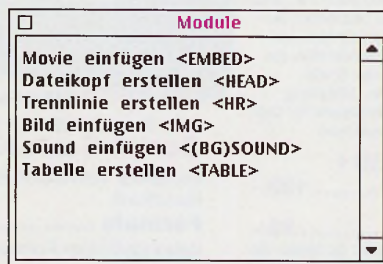 Module
Movie einfügen <EMBED>
Dateikopf erstellen <HEAD>
Trennlinie erstellen <HR>
Bild einfügen <IMG>
Sound einfügen <(BG)SOUND>
Tabelle erstellen <TABLE>